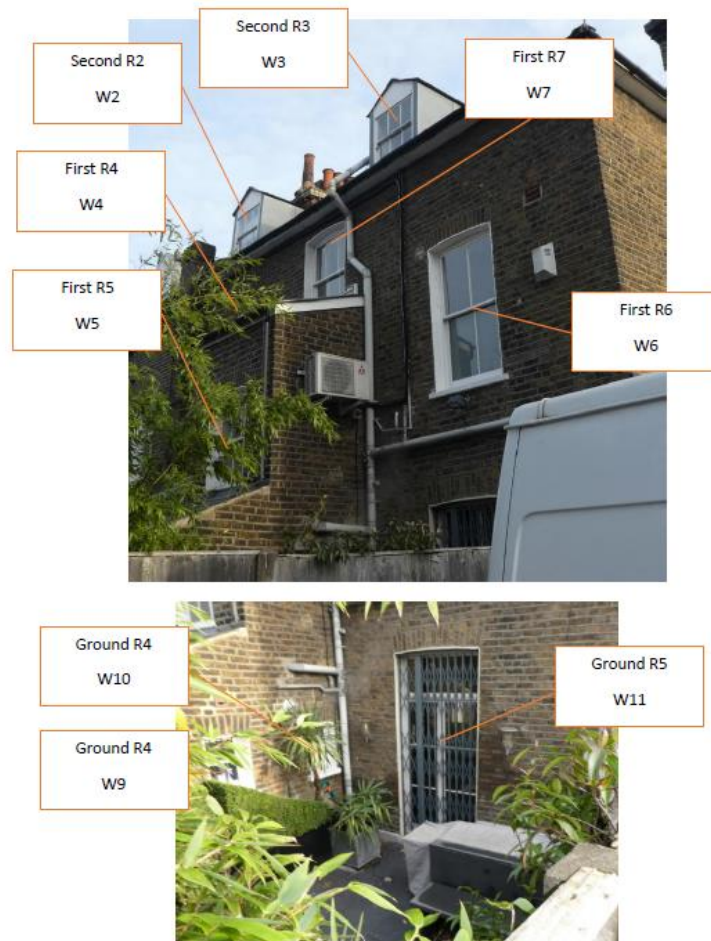 Second R3
W3
Second R2
W2
First R7
W7
First R4
W4
First R5
W5
First R6
W6
Ground R4
W10
Ground R5
W11
Ground R4
W9